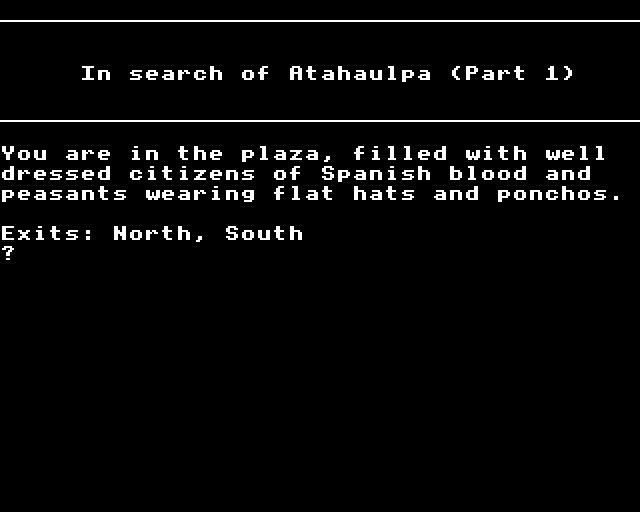 In search of Atahaulpa (Part 1)
You are in the plaza, filled with well
dressed citizens of Spanish blood and
peasants wearing flat hats and ponchos.
Exits: North, South
?